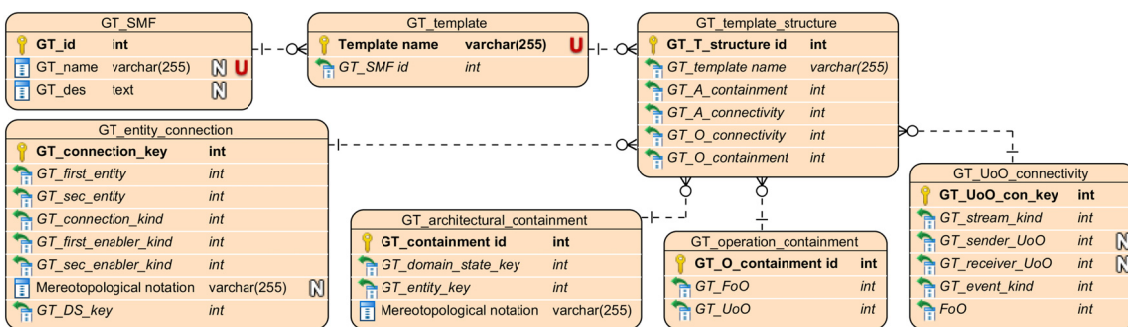 GT_SMF
GT_id int
GT_name varchar(255) N U
GT_des text N
GT_template
Template name varchar(255) U
GT_SMF id int
GT_template_structure
GT_T_structure id int
GT_template name varchar(255)
GT_A_containment int
GT_A_connectivity int
GT_O_connectivity int
GT_O_containment int
GT_entity_connection
GT_connection_key int
GT_first_entity int
GT_sec_entity int
GT_connection_kind int
GT_first_enabler_kind int
GT_sec_enabler_kind int
Mereotopological notation varchar(255) N
GT_DS_key int
GT_architectural_containment
GT_containment id int
GT_domain_state_key int
GT_entity_key int
Mereotopological notation varchar(255)
GT_operation_containment
GT_O_containment id int
GT_FoO int
GT_UoO int
GT_UoO_connectivity
GT_UoO_con_key int
GT_stream_kind int
GT_sender_UoO int N
GT_receiver_UoO int N
GT_event_kind int
FoO int